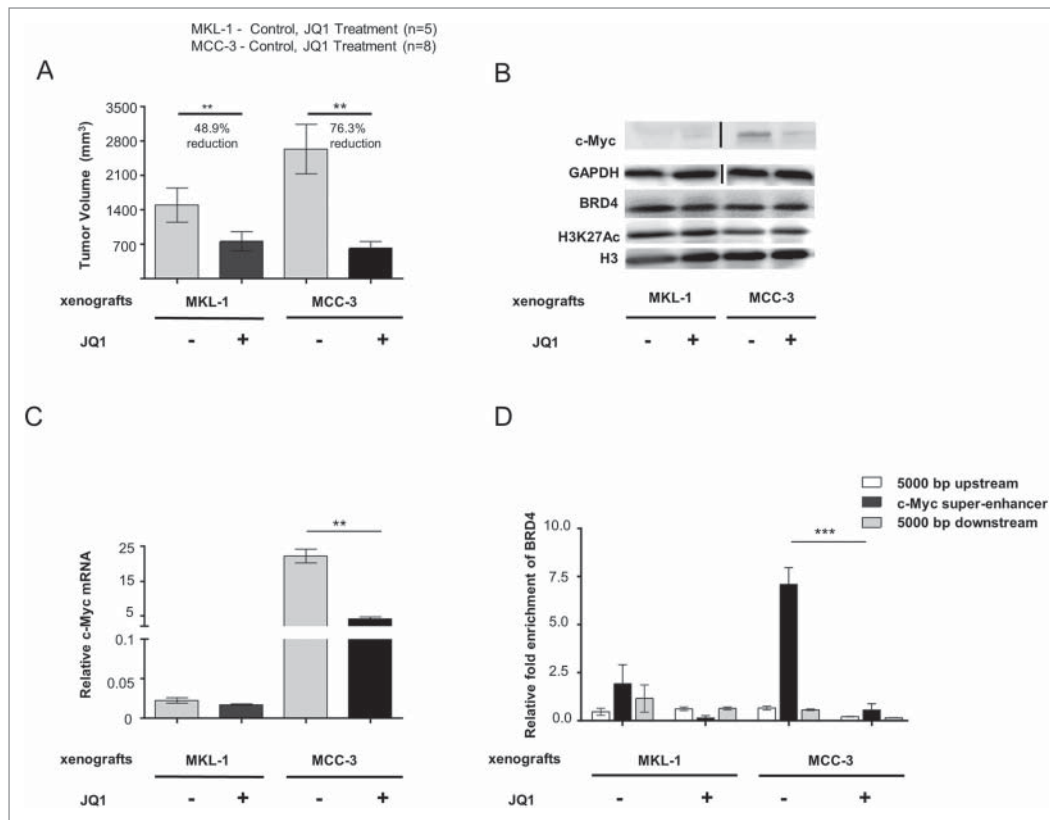 MKL-1 - Control, JQ1 Treatment (n=5)
MCC-3 - Control, JQ1 Treatment (n=8)
A
Tumor Volume (mm³)
3500
2800
2100
1400
700
**
48.9%
reduction
**
76.3%
reduction
xenografts MKL-1 MCC-3
JQ1 - + - +
B
c-Myc
GAPDH
BRD4
H3K27Ac
H3
xenografts MKL-1 MCC-3
JQ1 - + - +
C
Relative c-Myc mRNA
25
15
5
0.1
0.05
0
**
xenografts MKL-1 MCC-3
JQ1 - + - +
D
5000 bp upstream
c-Myc super-enhancer
5000 bp downstream
Relative fold enrichment of BRD4
10.0
7.5
5.0
2.5
0.0
***
xenografts MKL-1 MCC-3
JQ1 - + - +